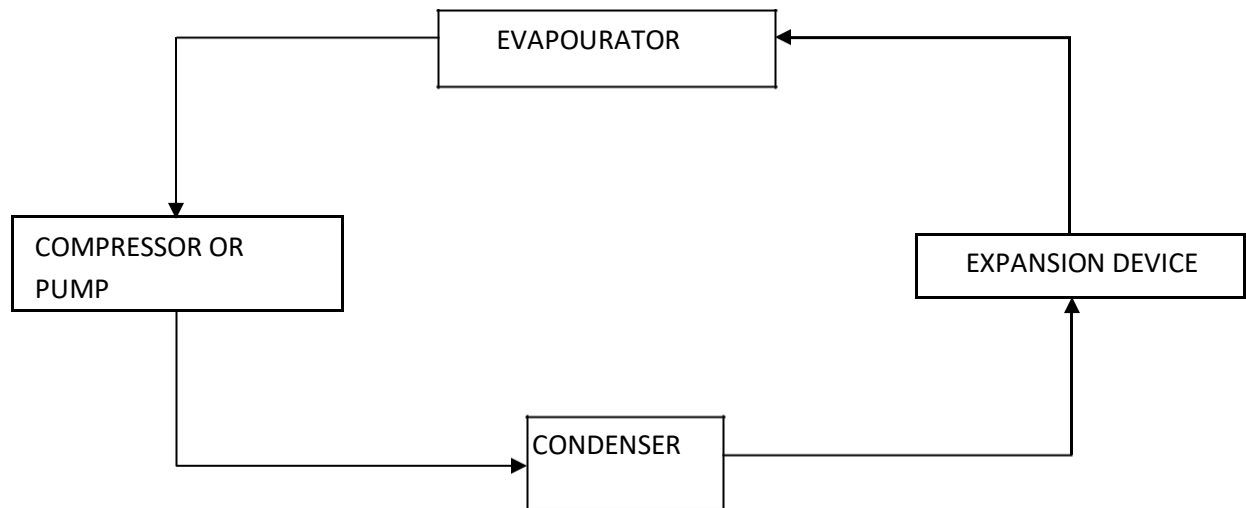 EVAPOURATOR
COMPRESSOR OR
PUMP
EXPANSION DEVICE
CONDENSER